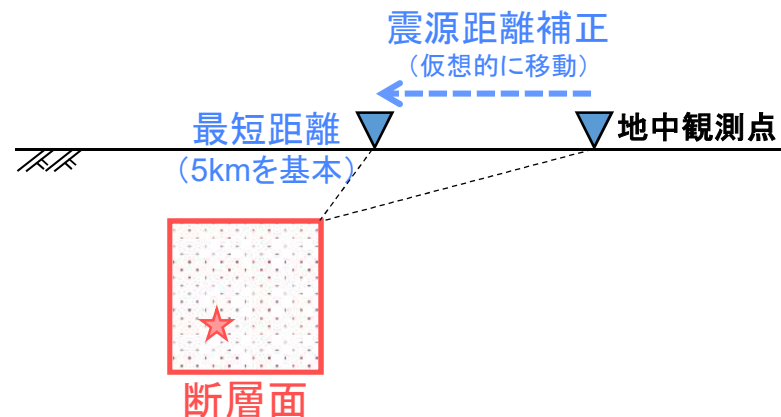 震源距離補正
（仮想的に移動）
最短距離
（5kmを基本）
地中観測点
断層面